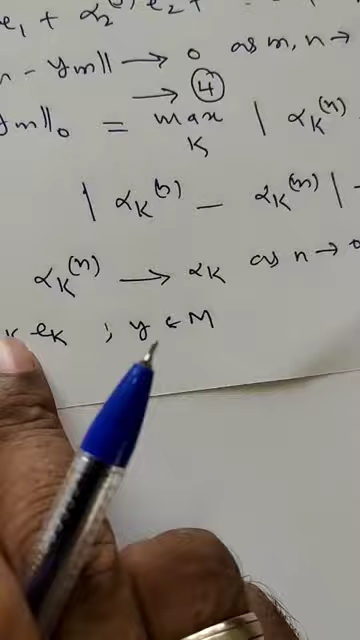 e₁ + α₂ e₂ +
- yₘ‖ → 0 as m, n →
→ ④
yₘ‖₀ = max | αₖ⁽ⁿ⁾
K
| αₖ⁽ⁿ⁾ - αₖ⁽ᵐ⁾ |
αₖ⁽ⁿ⁾ → αₖ as n →
eₖ ; y ∈ M